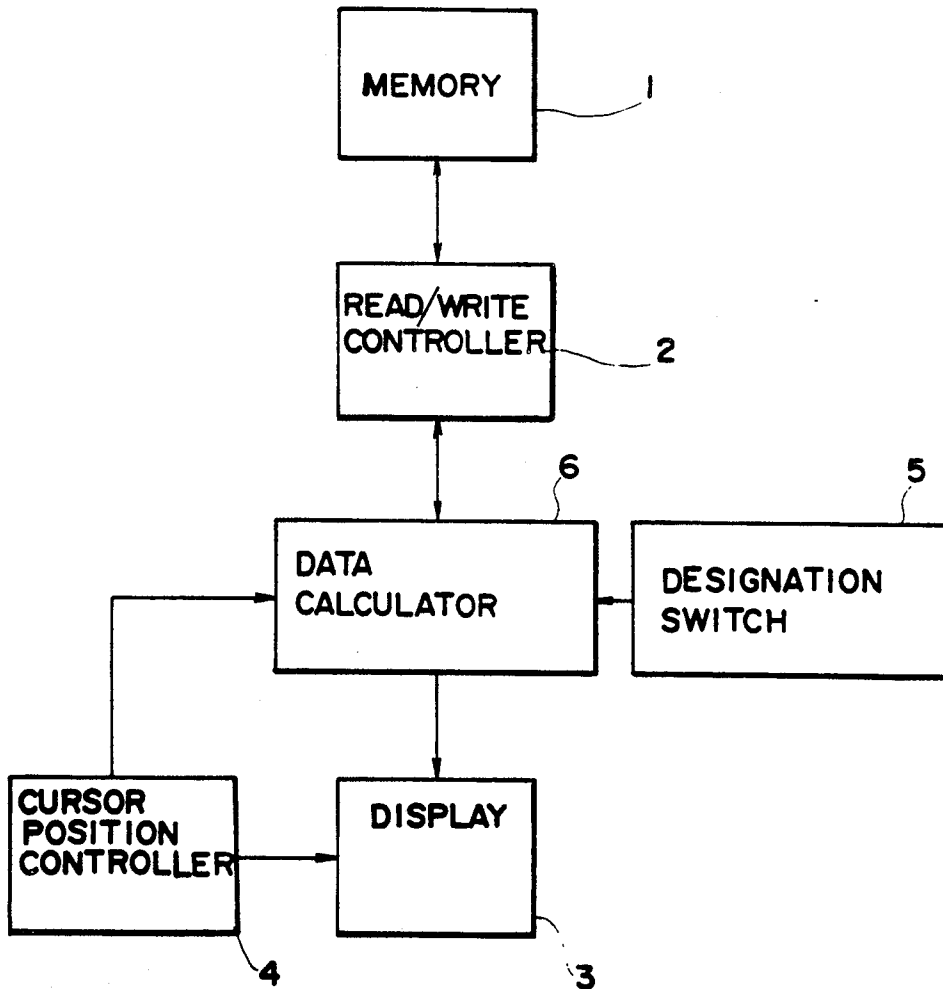 MEMORY
1
READ/WRITE
CONTROLLER
2
6
5
DATA
CALCULATOR
DESIGNATION
SWITCH
CURSOR
POSITION
CONTROLLER
DISPLAY
4
3